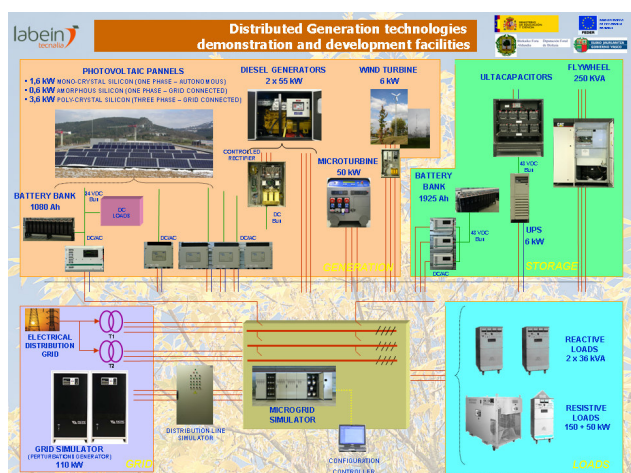 labein
tecnalia
Distributed Generation technologies
demonstration and development facilities
PHOTOVOLTAIC PANNELS
• 1,6 kW MONO-CRYSTAL SILICON (ONE PHASE – AUTONOMOUS)
• 0,6 kW AMORPHOUS SILICON (ONE PHASE – GRID CONNECTED)
• 3,6 kW POLY-CRYSTAL SILICON (THREE PHASE – GRID CONNECTED)
DIESEL GENERATORS
2 x 55 kW
WIND TURBINE
6 kW
ULTACAPACITORS
FLYWHEEL
250 KVA
CONTROLLED
RECTIFIER
MICROTURBINE
50 kW
48 VDC
Bus
BATTERY
BANK
1925 Ah
BATTERY BANK
1080 Ah
24 VDC
Bus
DC
LOADS
DC
Bus
48 VDC
Bus
UPS
6 kW
DC/AC
DC/AC
DC/AC
DC/AC
GENERATION
STORAGE
ELECTRICAL
DISTRIBUTION
GRID
T1
T2
GRID SIMULATOR
(PERTURBATIONS GENERATOR)
110 kW
GRID
DISTRIBUTION LINE
SIMULATOR
MICROGRID
SIMULATOR
CONFIGURATION
CONTROLLER
REACTIVE
LOADS
2 x 36 kVA
RESISTIVE
LOADS
150 + 50 kW
LOADS